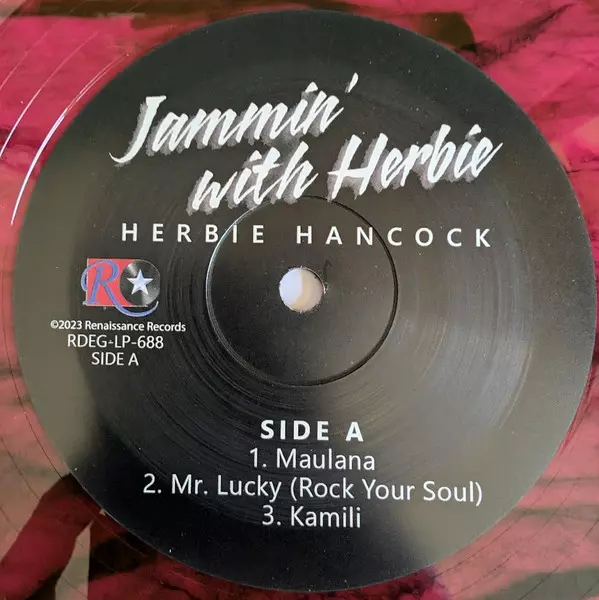 Jammin'
with Herbie
HERBIE HANCOCK
R
©2023 Renaissance Records
RDEG-LP-688
SIDE A
SIDE A
1. Maulana
2. Mr. Lucky (Rock Your Soul)
3. Kamili